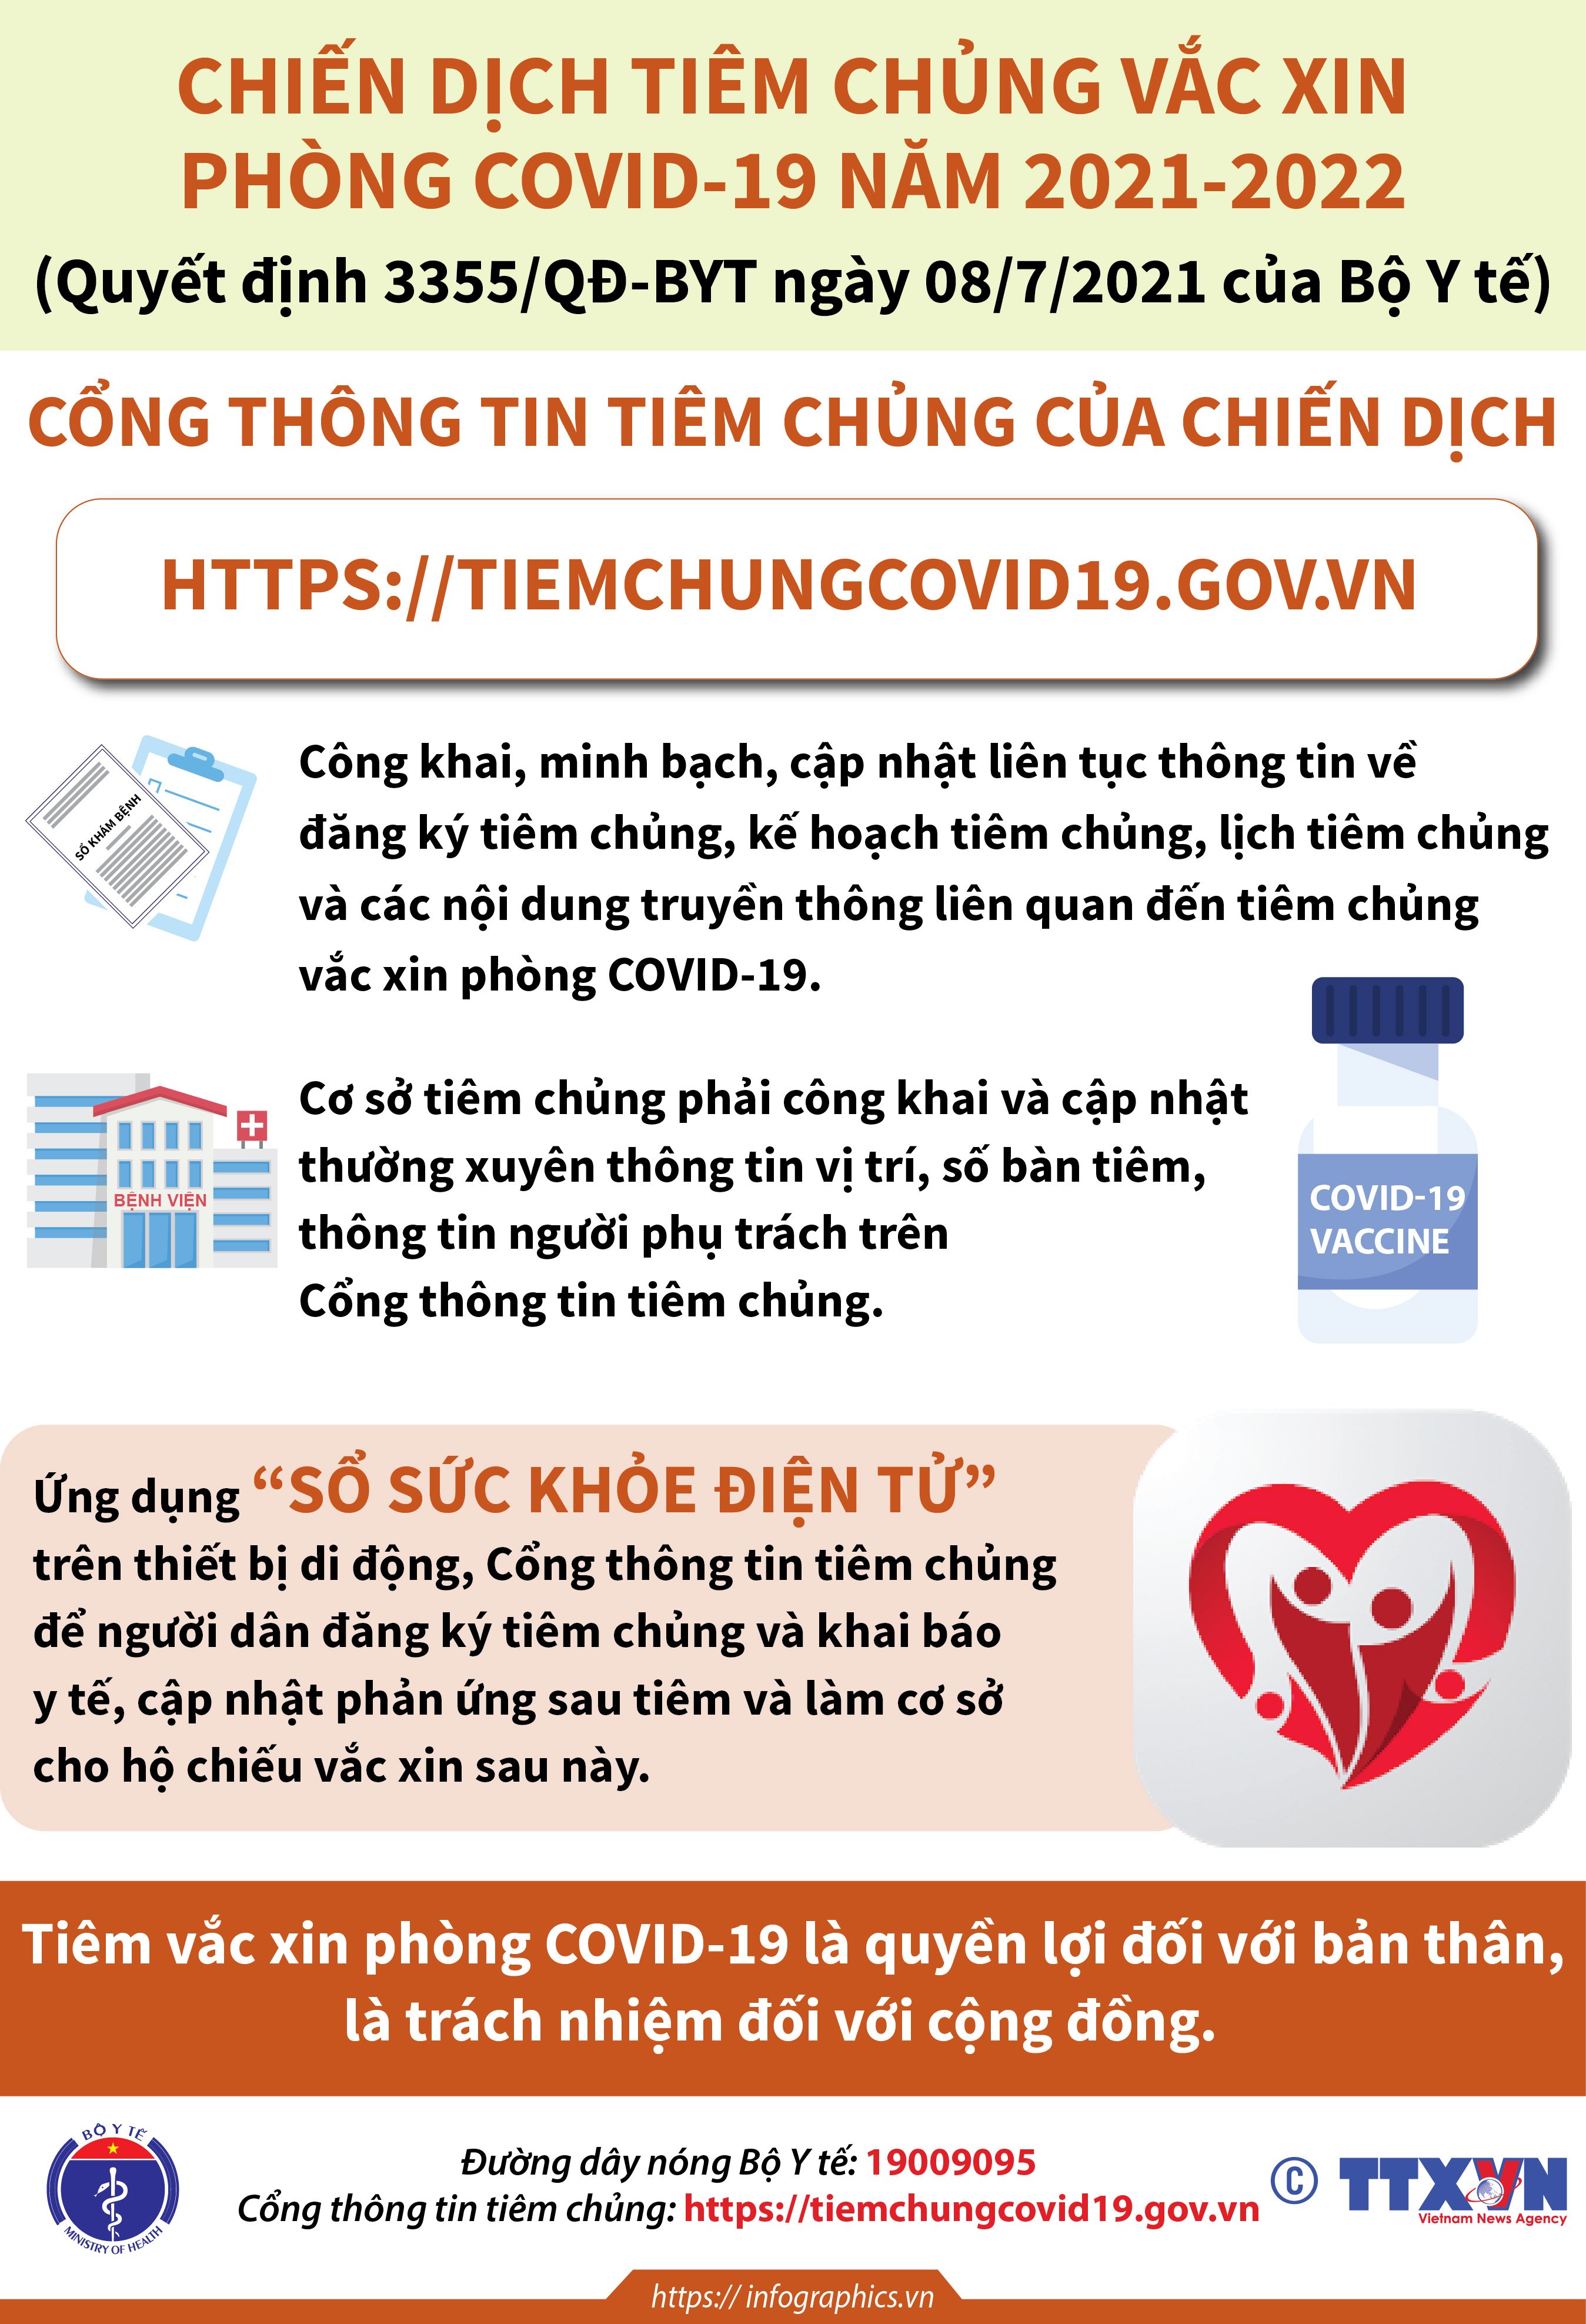 CHIẾN DỊCH TIÊM CHỦNG VẮC XIN
PHÒNG COVID-19 NĂM 2021-2022
(Quyết định 3355/QĐ-BYT ngày 08/7/2021 của Bộ Y tế)
CỔNG THÔNG TIN TIÊM CHỦNG CỦA CHIẾN DỊCH
HTTPS://TIEMCHUNGCOVID19.GOV.VN
SỔ KHÁM BỆNH
Công khai, minh bạch, cập nhật liên tục thông tin về
đăng ký tiêm chủng, kế hoạch tiêm chủng, lịch tiêm chủng
và các nội dung truyền thông liên quan đến tiêm chủng
vắc xin phòng COVID-19.
BỆNH VIỆN
Cơ sở tiêm chủng phải công khai và cập nhật
thường xuyên thông tin vị trí, số bàn tiêm,
thông tin người phụ trách trên
Cổng thông tin tiêm chủng.
COVID-19
VACCINE
Ứng dụng “SỔ SỨC KHỎE ĐIỆN TỬ”
trên thiết bị di động, Cổng thông tin tiêm chủng
để người dân đăng ký tiêm chủng và khai báo
y tế, cập nhật phản ứng sau tiêm và làm cơ sở
cho hộ chiếu vắc xin sau này.
Tiêm vắc xin phòng COVID-19 là quyền lợi đối với bản thân,
là trách nhiệm đối với cộng đồng.
BỘ Y TẾ
MINISTRY OF HEALTH
Đường dây nóng Bộ Y tế: 19009095
Cổng thông tin tiêm chủng: https://tiemchungcovid19.gov.vn
© TTXVN
Vietnam News Agency
https:// infographics.vn